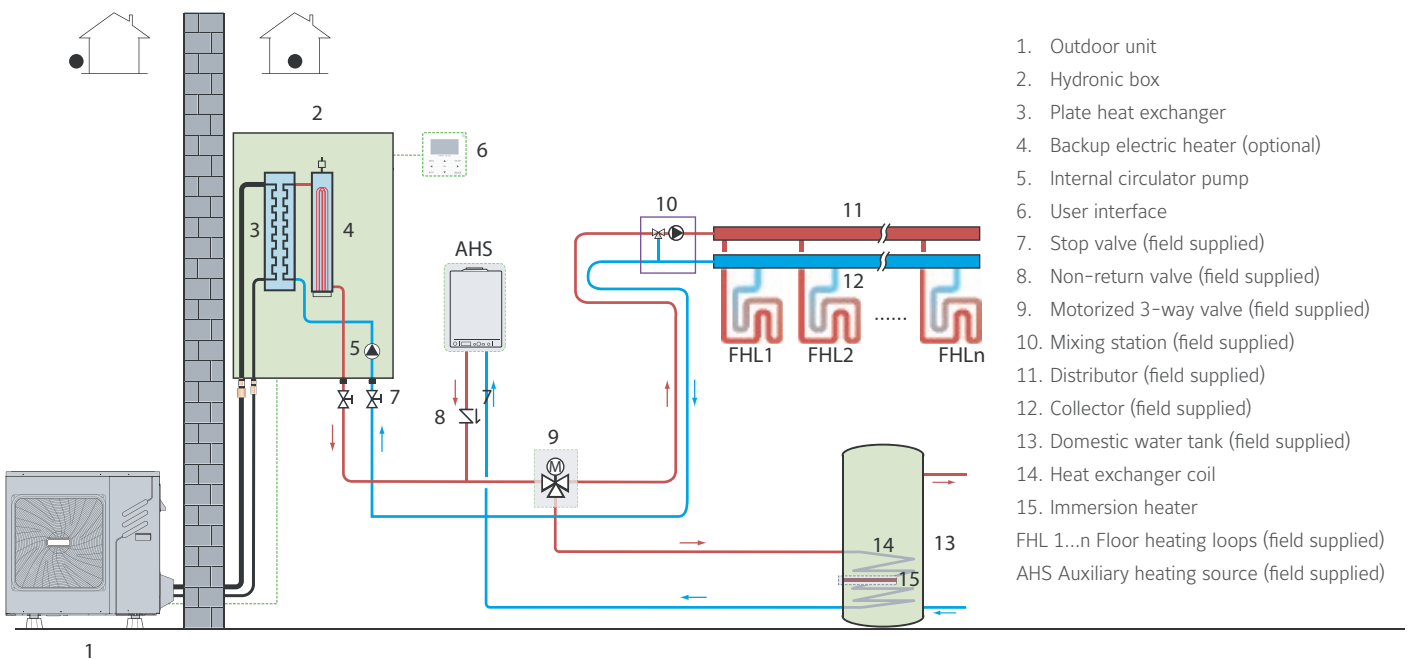 2
6
3
4
5
7
AHS
7
8
9
M
10
11
12
......
FHL1
FHL2
FHLn
14
13
15
1
1. Outdoor unit
2. Hydronic box
3. Plate heat exchanger
4. Backup electric heater (optional)
5. Internal circulator pump
6. User interface
7. Stop valve (field supplied)
8. Non-return valve (field supplied)
9. Motorized 3-way valve (field supplied)
10. Mixing station (field supplied)
11. Distributor (field supplied)
12. Collector (field supplied)
13. Domestic water tank (field supplied)
14. Heat exchanger coil
15. Immersion heater
FHL 1...n Floor heating loops (field supplied)
AHS Auxiliary heating source (field supplied)